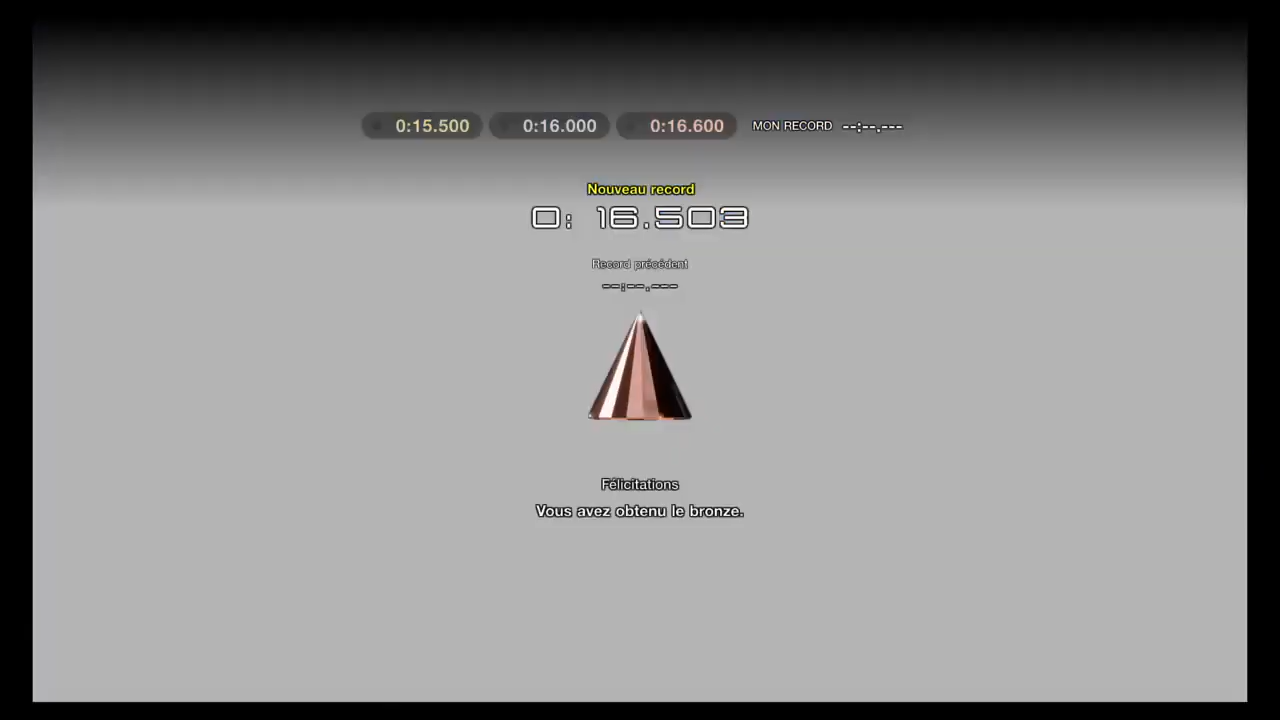 0:15.500 0:16.000 0:16.600 MON RECORD --:--.---
Nouveau record
0: 16.503
Record précédent
--:--.---
Félicitations
Vous avez obtenu le bronze.